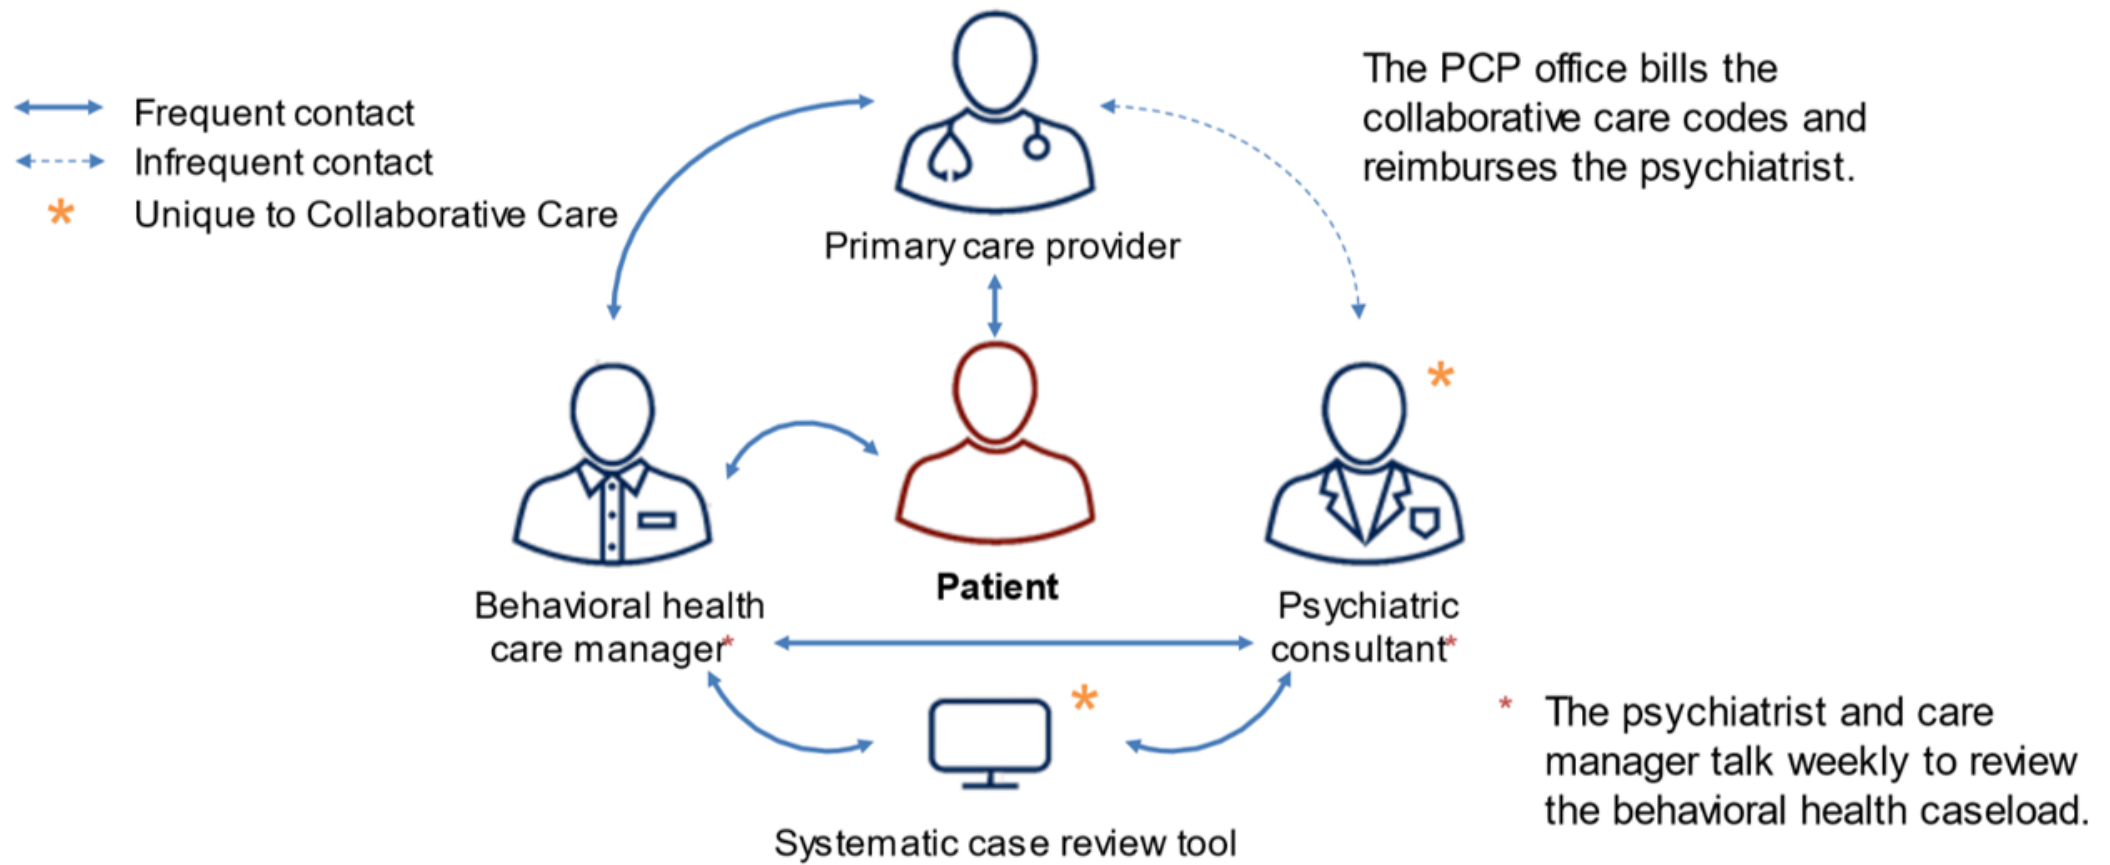 Frequent contact
Infrequent contact
* Unique to Collaborative Care
The PCP office bills the
collaborative care codes and
reimburses the psychiatrist.
Primary care provider
*
Patient
Behavioral health
care manager*
Psychiatric
consultant*
*
Systematic case review tool
* The psychiatrist and care
manager talk weekly to review
the behavioral health caseload.